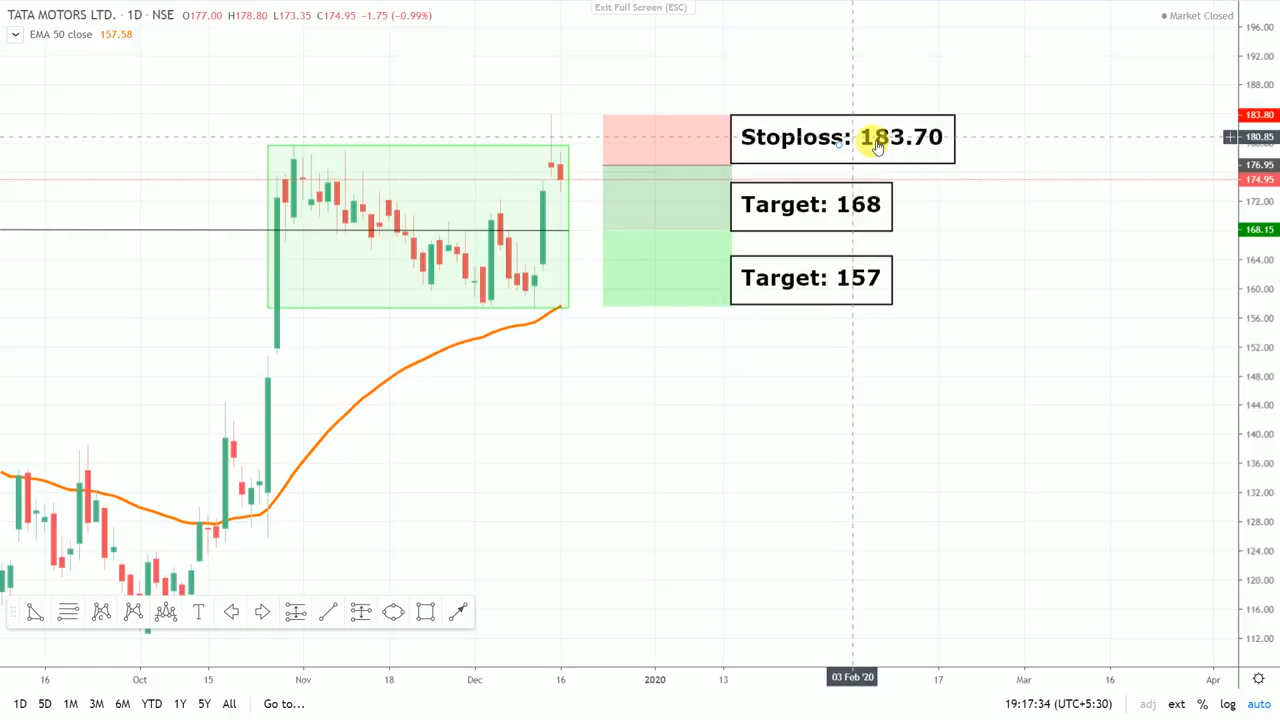 Exit Full Screen (ESC)
TATA MOTORS LTD. · 1D · NSE O177.00 H178.80 L173.35 C174.95 −1.75 (−0.99%)
Market Closed
EMA 50 close 157.58
196.00
188.00
183.80
180.85
176.95
174.95
172.00
168.15
164.00
160.00
156.00
152.00
148.00
144.00
140.00
136.00
132.00
128.00
124.00
120.00
116.00
112.00
Stoploss: 183.70
Target: 168
Target: 157
T
16 Oct 15 Nov 18 Dec 16 2020 13 03 Feb '20 17 Mar 16 Apr
1D 5D 1M 3M 6M YTD 1Y 5Y All Go to... 19:17:34 (UTC+5:30) adj ext % log auto